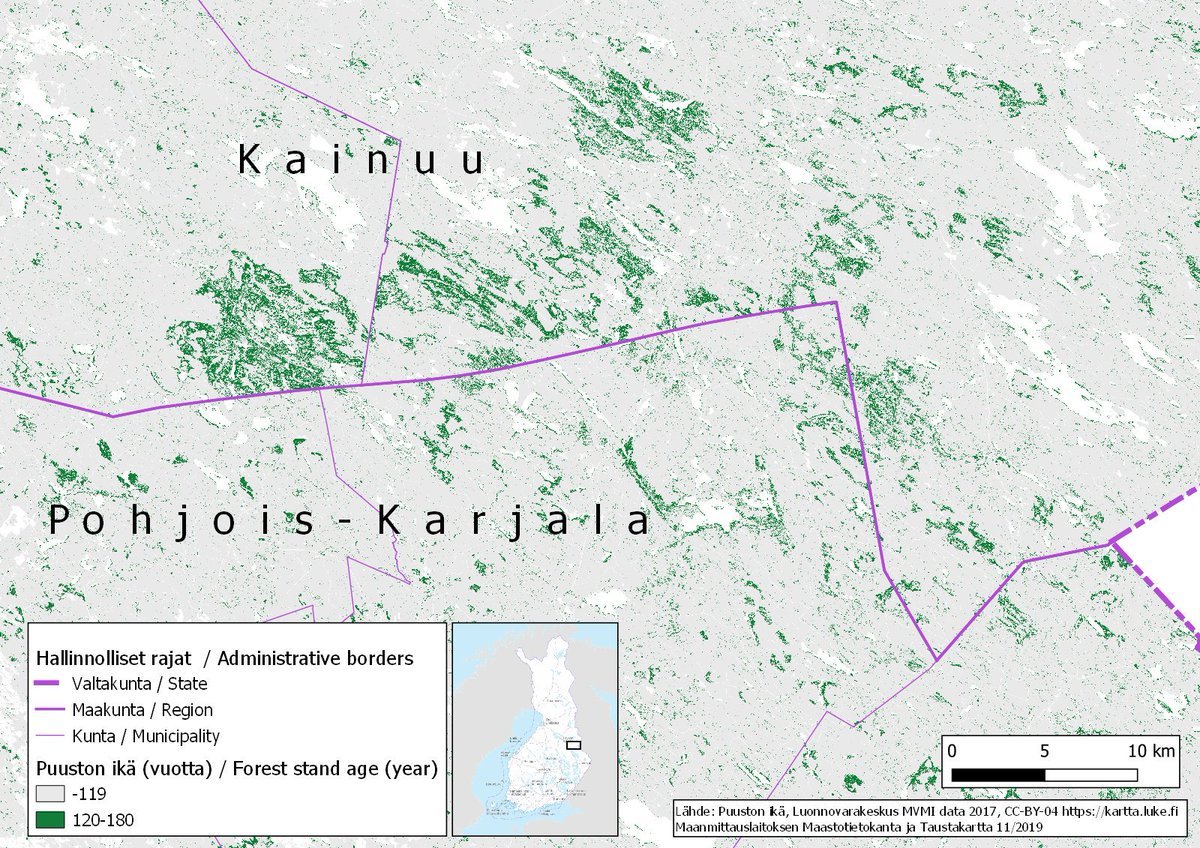 K a i n u u
P o h j o i s - K a r j a l a
Hallinnolliset rajat / Administrative borders
Valtakunta / State
Maakunta / Region
Kunta / Municipality
Puuston ikä (vuotta) / Forest stand age (year)
-119
120-180
0 5 10 km
Lähde: Puuston ikä, Luonnovarakeskus MVMI data 2017, CC-BY-04 https://kartta.luke.fi
Maanmittauslaitoksen Maastotietokanta ja Taustakartta 11/2019